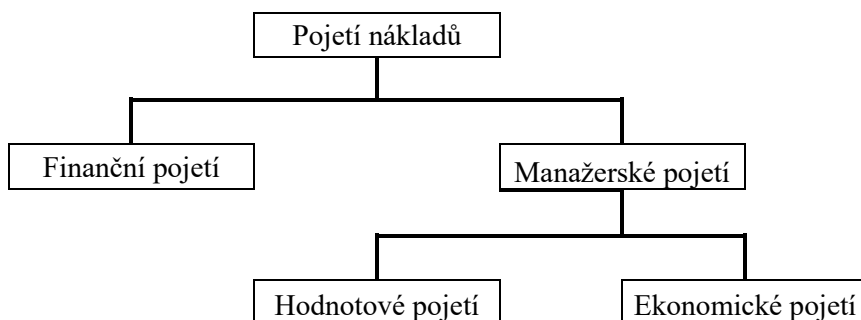 Pojetí nákladů
Finanční pojetí
Manažerské pojetí
Hodnotové pojetí
Ekonomické pojetí